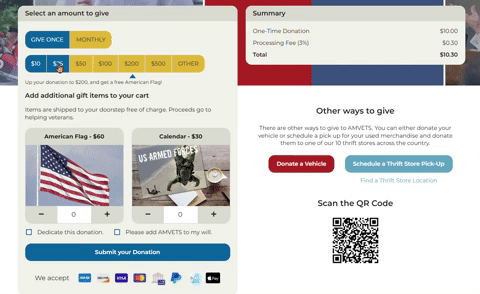 Select an amount to give
GIVE ONCE
MONTHLY
$10
$25
$50
$100
$200
$500
OTHER
Up your donation to $200, and get a free American Flag!
Add additional gift items to your cart
Items are shipped to your doorstep free of charge. Proceeds go to
helping veterans.
American Flag - $60
Calendar - $30
US ARMED FORCES
− 0 +
− 0 +
Dedicate this donation.
Please add AMVETS to my will.
Submit your Donation
We accept
VISA
Pay
Summary
One-Time Donation $10.00
Processing Fee (3%) $0.30
Total $10.30
Other ways to give
There are other ways to AMVETS. You can either donate your
vehicle or schedule a pick up for your used merchandise and donate
them to one of our 10 thrift stores across the country.
Donate a Vehicle
Schedule a Thrift Store Pick-Up
Find a Thrift Store Location
Scan the QR Code